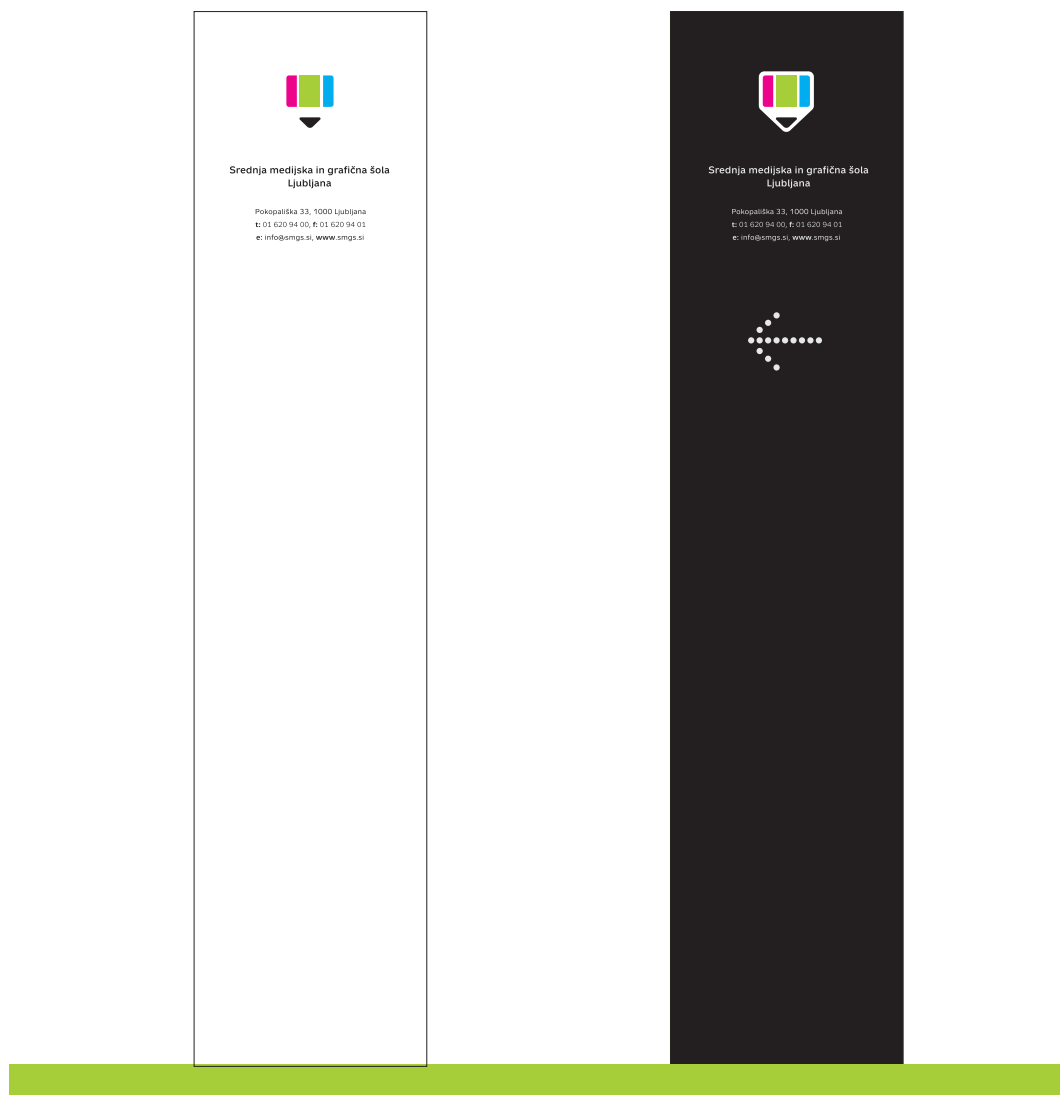 Srednja medijska in grafična šola
Ljubljana
Pokopališka 33, 1000 Ljubljana
t: 01 620 94 00, f: 01 620 94 01
e: info@smgs.si, www.smgs.si
Srednja medijska in grafična šola
Ljubljana
Pokopališka 33, 1000 Ljubljana
t: 01 620 94 00, f: 01 620 94 01
e: info@smgs.si, www.smgs.si